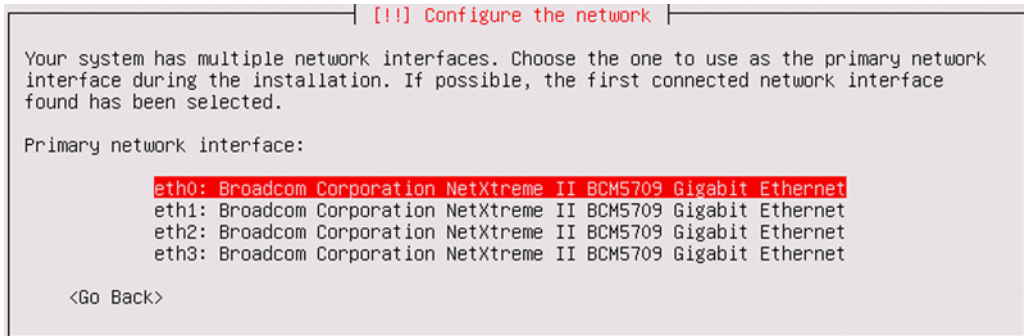 [!!] Configure the network
Your system has multiple network interfaces. Choose the one to use as the primary network
interface during the installation. If possible, the first connected network interface
found has been selected.
Primary network interface:
eth0: Broadcom Corporation NetXtreme II BCM5709 Gigabit Ethernet
eth1: Broadcom Corporation NetXtreme II BCM5709 Gigabit Ethernet
eth2: Broadcom Corporation NetXtreme II BCM5709 Gigabit Ethernet
eth3: Broadcom Corporation NetXtreme II BCM5709 Gigabit Ethernet
<Go Back>